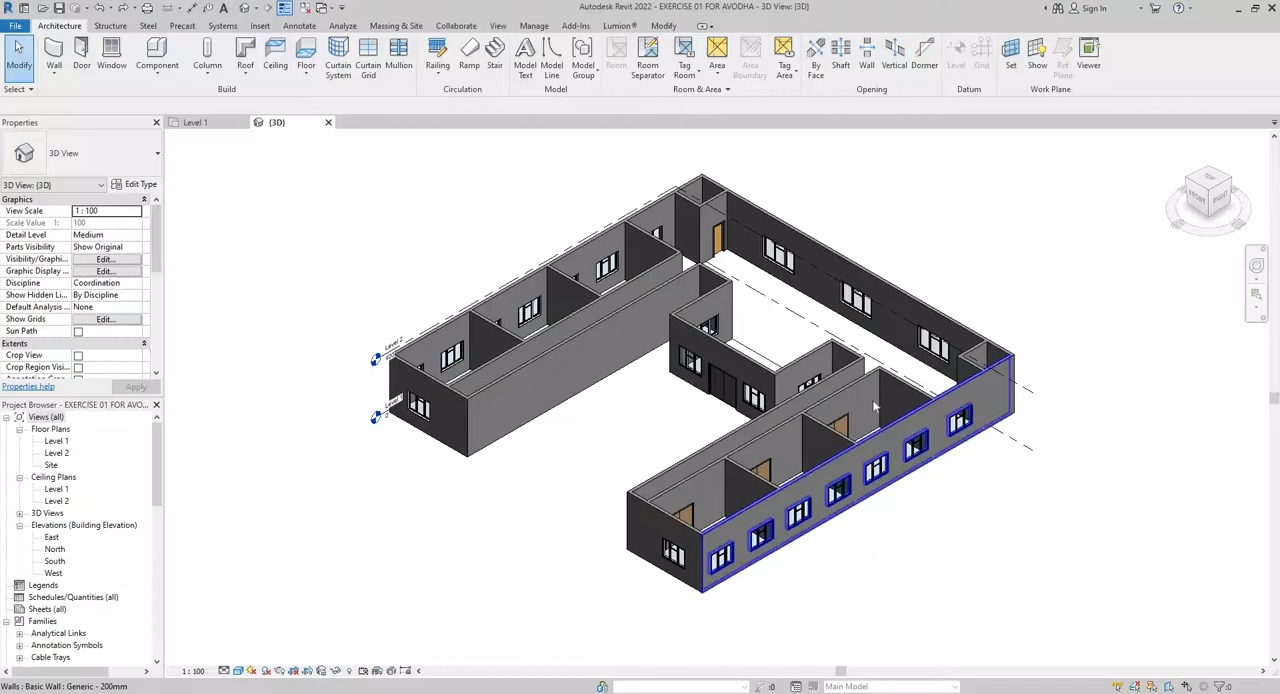 Autodesk Revit 2022 - EXERCISE 01 FOR AVODHA - 3D View: {3D}
Sign In
File Architecture Structure Steel Precast Systems Insert Annotate Analyze Massing & Site Collaborate View Manage Add-Ins Lumion® Modify
Modify Wall Door Window Component Column Roof Ceiling Floor Curtain System Curtain Grid Mullion Railing Ramp Stair Model Text Model Line Model Group Room Room Separator Tag Room Area Area Boundary Tag Area By Face Shaft Wall Vertical Dormer Level Grid Set Show Ref Plane Viewer
Select Build Circulation Model Room & Area Opening Datum Work Plane
Properties
Level 1
{3D}
3D View
3D View: {3D} Edit Type
Graphics
View Scale 1 : 100
Scale Value 1: 100
Detail Level Medium
Parts Visibility Show Original
Visibility/Graphi... Edit...
Graphic Display ... Edit...
Discipline Coordination
Show Hidden Li... By Discipline
Default Analysis ... None
Show Grids Edit...
Sun Path
Extents
Crop View
Crop Region Visi...
Properties help Apply
Project Browser - EXERCISE 01 FOR AVO...
Views (all)
Floor Plans
Level 1
Level 2
Site
Ceiling Plans
Level 1
Level 2
3D Views
Elevations (Building Elevation)
East
North
South
West
Legends
Schedules/Quantities (all)
Sheets (all)
Families
Analytical Links
Annotation Symbols
Cable Trays
Level 2
Level 1
0
TOP
FRONT
RIGHT
1 : 100
Walls : Basic Wall : Generic - 200mm
:0
Main Model
:0